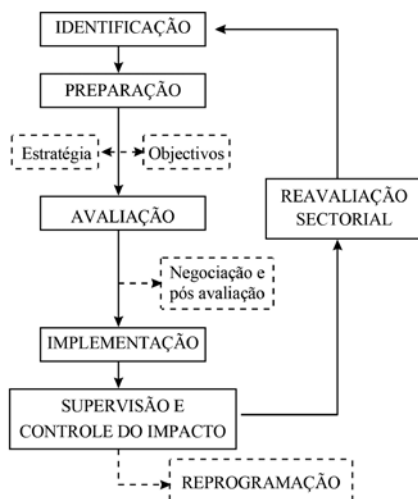 IDENTIFICAÇÃO
PREPARAÇÃO
Estratégia
Objectivos
AVALIAÇÃO
REAVALIAÇÃO
SECTORIAL
Negociação e
pós avaliação
IMPLEMENTAÇÃO
SUPERVISÃO E
CONTROLE DO IMPACTO
REPROGRAMAÇÃO